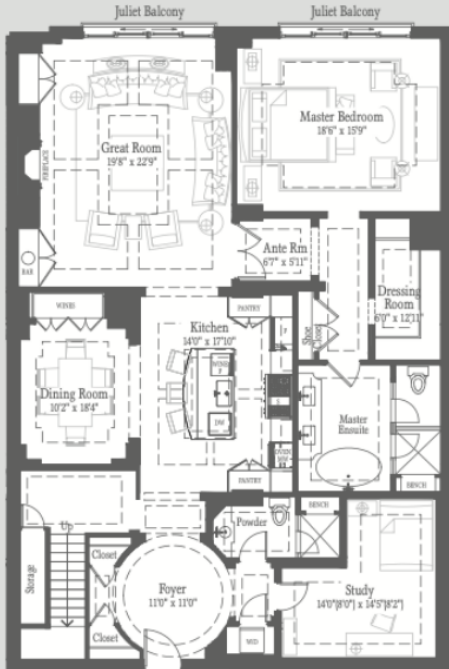 Juliet Balcony
Juliet Balcony
Great Room
19'8" x 22'9"
FIREPLACE
BAR
Master Bedroom
18'6" x 15'9"
Ante Rm
6'7" x 5'11"
Dressing
Room
6'0" x 12'11"
Shoe
Closet
WINES
PANTRY
Kitchen
14'0" x 17'10"
F
DW
OVEN
MW
PANTRY
Dining Room
10'2" x 18'4"
Master
Ensuite
BENCH
Up
Storage
Closet
Closet
Foyer
11'0" x 11'0"
Powder
BENCH
W/D
Study
14'0"[8'0"] x 14'5"[8'2"]